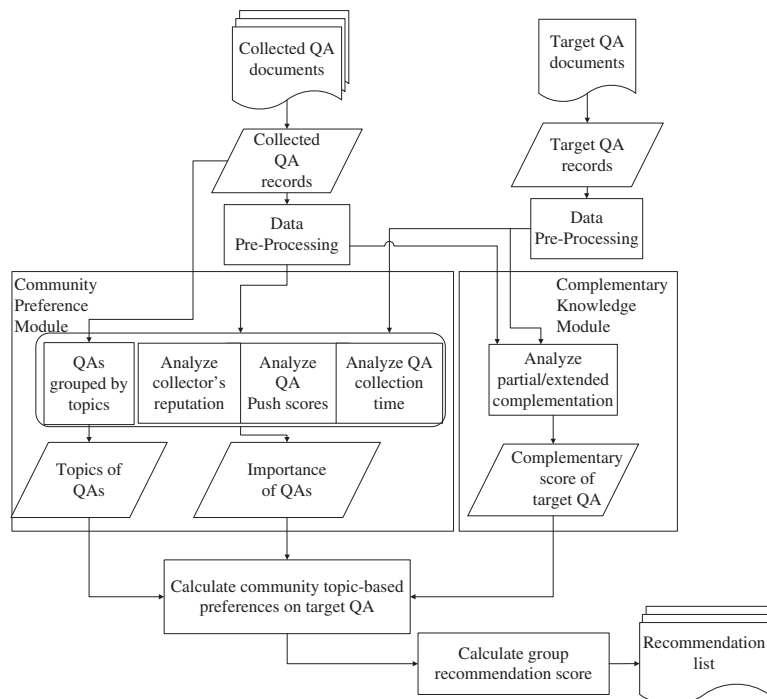 Collected QA
documents
Target QA
documents
Collected
QA
records
Target QA
records
Data
Pre-Processing
Data
Pre-Processing
Community
Preference
Module
Complementary
Knowledge
Module
QAs
grouped by
topics
Analyze
collector's
reputation
Analyze
QA
Push scores
Analyze QA
collection
time
Analyze
partial/extended
complementation
Topics of
QAs
Importance
of QAs
Complementary
score of
target QA
Calculate community topic-based
preferences on target QA
Calculate group
recommendation score
Recommendation
list